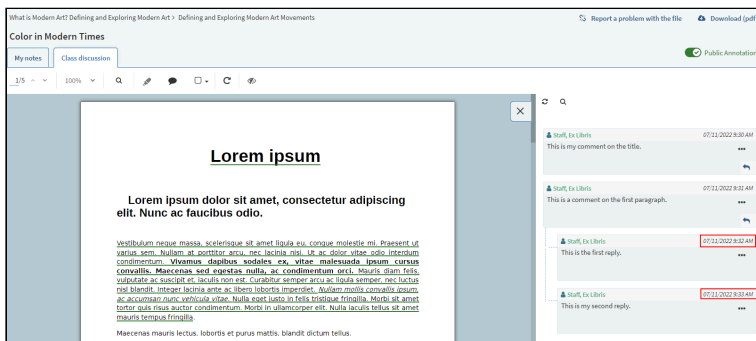 What is Modern Art? Defining and Exploring Modern Art > Defining and Exploring Modern Art Movements
Report a problem with the file
Download (pdf
Color in Modern Times
My notes
Class discussion
Public Annotation
1/5
100%
Staff, Ex Libris
07/11/2022 9:30 AM
This is my comment on the title.
Staff, Ex Libris
07/11/2022 9:31 AM
This is a comment on the first paragraph.
Staff, Ex Libris
07/11/2022 9:32 AM
This is the first reply.
Staff, Ex Libris
07/11/2022 9:33 AM
This is my second reply.
Lorem ipsum
Lorem ipsum dolor sit amet, consectetur adipiscing
elit. Nunc ac faucibus odio.
Vestibulum neque massa, scelerisque sit amet ligula eu, congue molestie mi. Praesent ut
varius sem. Nullam at porttitor arcu, nec lacinia nisi. Ut ac dolor vitae odio interdum
condimentum. Vivamus dapibus sodales ex, vitae malesuada ipsum cursus
convallis. Maecenas sed egestas nulla, ac condimentum orci. Mauris diam felis,
vulputate ac suscipit et, iaculis non est. Curabitur semper arcu ac ligula semper, nec luctus
nisl blandit. Integer lacinia ante ac libero lobortis imperdiet. Nullam mollis convallis ipsum,
ac accumsan nunc vehicula vitae. Nulla eget justo in felis tristique fringilla. Morbi sit amet
tortor quis risus auctor condimentum. Morbi in ullamcorper elit. Nulla iaculis tellus sit amet
mauris tempus fringilla.
Maecenas mauris lectus, lobortis et purus mattis, blandit dictum tellus.